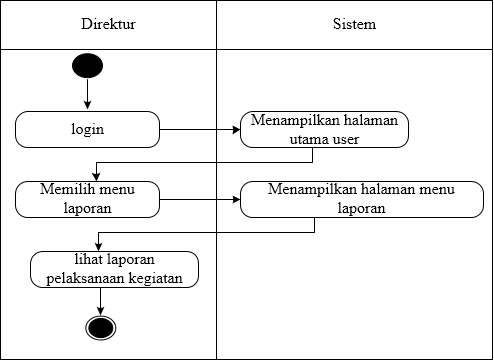 Direktur
Sistem
login
Menampilkan halaman
utama user
Memilih menu
laporan
Menampilkan halaman menu
laporan
lihat laporan
pelaksanaan kegiatan